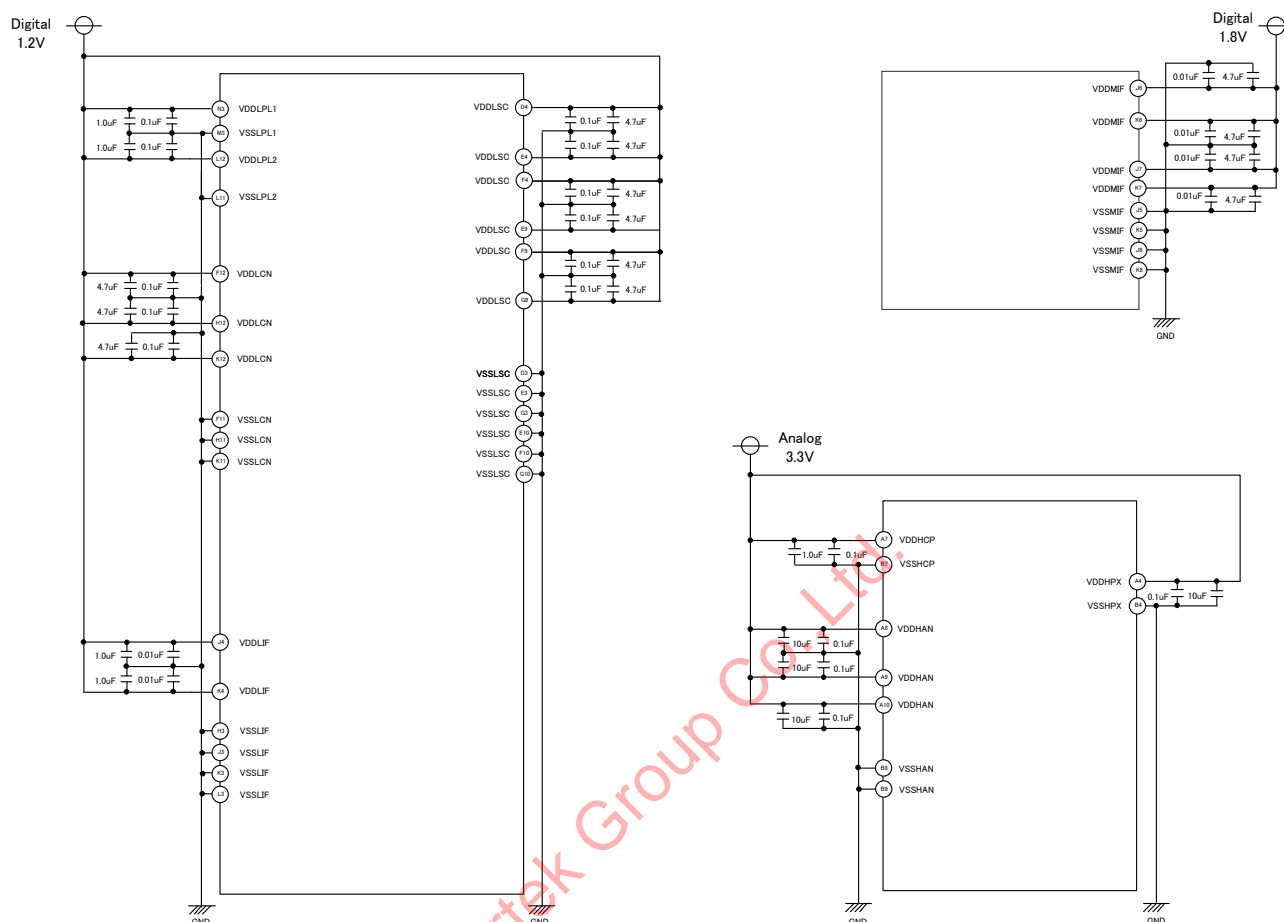 Digital
1.2V
N3 VDDLPL1
1.0uF 0.1uF
M3 VSSLPL1
1.0uF 0.1uF
L12 VDDLPL2
L11 VSSLPL2
F12 VDDLCN
4.7uF 0.1uF
4.7uF 0.1uF
H12 VDDLCN
4.7uF 0.1uF
K12 VDDLCN
F11 VSSLCN
H11 VSSLCN
K11 VSSLCN
J4 VDDLIF
1.0uF 0.01uF
1.0uF 0.01uF
K4 VDDLIF
H3 VSSLIF
J3 VSSLIF
K3 VSSLIF
L3 VSSLIF
GND
VDDLSC D4
0.1uF 4.7uF
0.1uF 4.7uF
VDDLSC E4
VDDLSC F4
0.1uF 4.7uF
0.1uF 4.7uF
VDDLSC E9
VDDLSC F9
0.1uF 4.7uF
0.1uF 4.7uF
VDDLSC G9
VSSLSC D3
VSSLSC E3
VSSLSC G3
VSSLSC E10
VSSLSC F10
VSSLSC G10
GND
Digital
1.8V
0.01uF 4.7uF
VDDMIF J6
VDDMIF K6
0.01uF 4.7uF
0.01uF 4.7uF
VDDMIF J7
VDDMIF K7
0.01uF 4.7uF
VSSMIF J5
VSSMIF K5
VSSMIF J8
VSSMIF K8
GND
Analog
3.3V
A7 VDDHCP
1.0uF 0.1uF
B7 VSSHCP
A8 VDDHAN
10uF 0.1uF
10uF 0.1uF
A9 VDDHAN
A10 VDDHAN
10uF 0.1uF
B8 VSSHAN
B9 VSSHAN
GND
VDDHPX A4
0.1uF 10uF
VSSHPX B4
GND
rtek Group Co., Ltd.